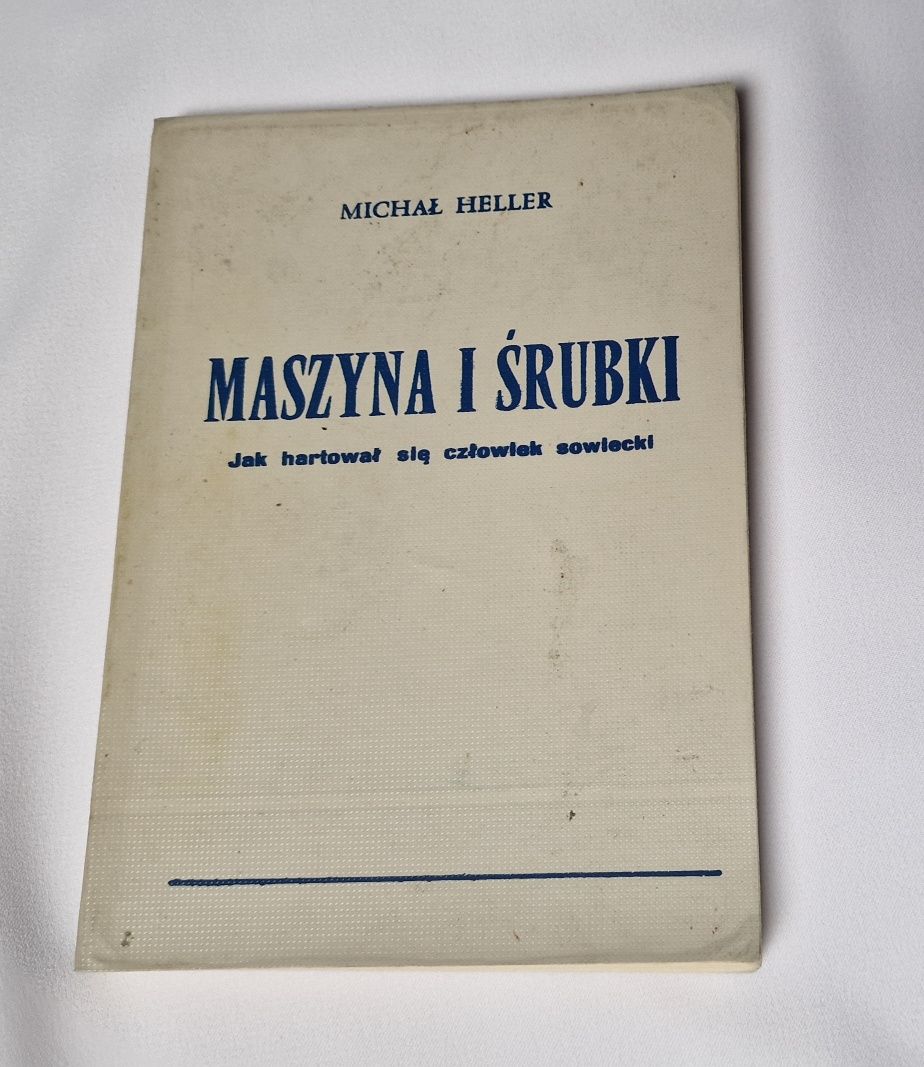 MICHAŁ HELLER
MASZYNA I ŚRUBKI
Jak hartował się człowiek sowiecki